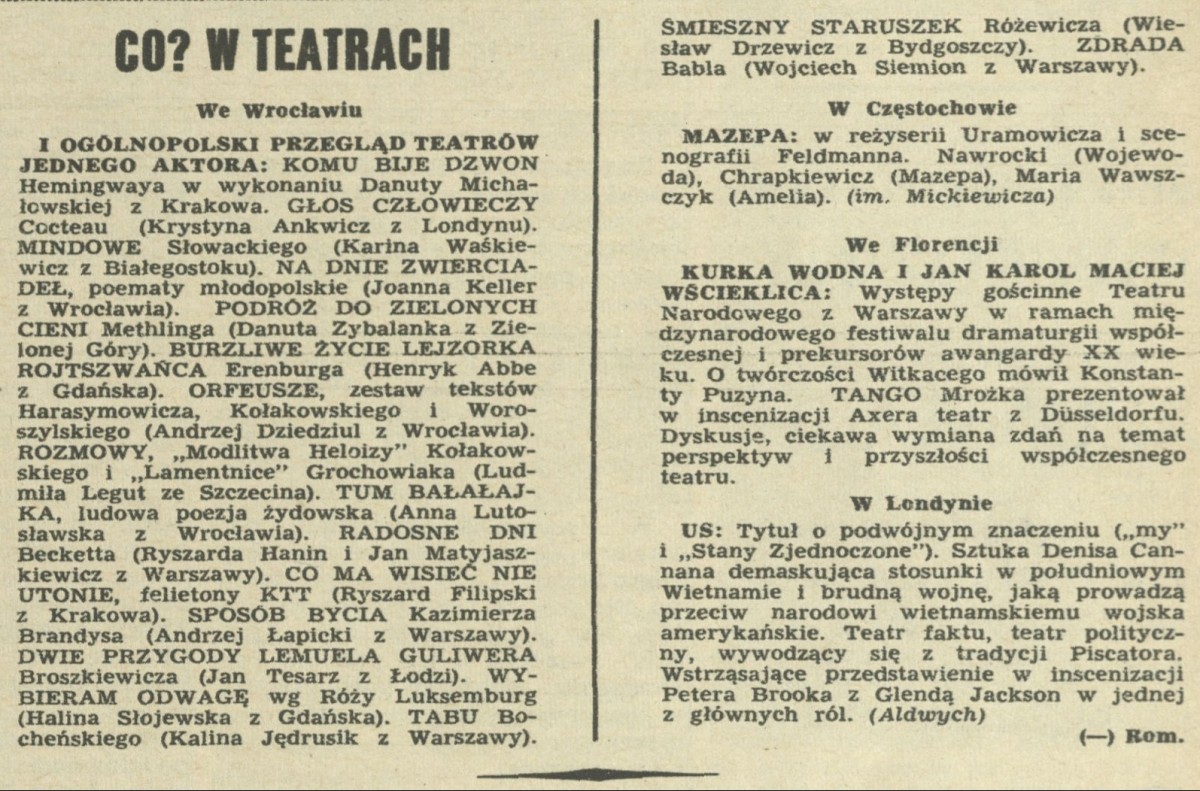 CO? W TEATRACH
We Wrocławiu
I OGÓLNOPOLSKI PRZEGLĄD TEATRÓW
JEDNEGO AKTORA: KOMU BIJE DZWON
Hemingwaya w wykonaniu Danuty Micha-
łowskiej z Krakowa. GŁOS CZŁOWIECZY
Cocteau (Krystyna Ankwicz z Londynu).
MINDOWE Słowackiego (Karina Waśkie-
wicz z Białegostoku). NA DNIE ZWIERCIA-
DEŁ, poematy młodopolskie (Joanna Keller
z Wrocławia). PODRÓŻ DO ZIELONYCH
CIENI Methlinga (Danuta Zybalanka z Zie-
lonej Góry). BURZLIWE ŻYCIE LEJZORKA
ROJTSZWAŃCA Erenburga (Henryk Abbe
z Gdańska). ORFEUSZE, zestaw tekstów
Harasymowicza, Kołakowskiego i Woro-
szylskiego (Andrzej Dziedziul z Wrocławia).
ROZMOWY, „Modlitwa Heloizy" Kołakow-
skiego i „Lamentnice" Grochowiaka (Lud-
miła Legut ze Szczecina). TUM BAŁAŁAJ-
KA, ludowa poezja żydowska (Anna Luto-
sławska z Wrocławia). RADOSNE DNI
Becketta (Ryszarda Hanin i Jan Matyjasz-
kiewicz z Warszawy). CO MA WISIEĆ NIE
UTONIE, felietony KTT (Ryszard Filipski
z Krakowa). SPOSÓB BYCIA Kazimierza
Brandysa (Andrzej Łapicki z Warszawy).
DWIE PRZYGODY LEMUELA GULIWERA
Broszkiewicza (Jan Tesarz z Łodzi). WY-
BIERAM ODWAGĘ wg Róży Luksemburg
(Halina Słojewska z Gdańska). TABU Bo-
cheńskiego (Kalina Jędrusik z Warszawy).
ŚMIESZNY STARUSZEK Różewicza (Wie-
sław Drzewicz z Bydgoszczy). ZDRADA
Babla (Wojciech Siemion z Warszawy).
W Częstochowie
MAZEPA: w reżyserii Uramowicza i sce-
nografii Feldmanna. Nawrocki (Wojewo-
da), Chrapkiewicz (Mazepa), Maria Wawsz-
czyk (Amelia). (im. Mickiewicza)
We Florencji
KURKA WODNA I JAN KAROL MACIEJ
WŚCIEKLICA: Występy gościnne Teatru
Narodowego z Warszawy w ramach mię-
dzynarodowego festiwalu dramaturgii współ-
czesnej i prekursorów awangardy XX wie-
ku. O twórczości Witkacego mówił Konstan-
ty Puzyna. TANGO Mrożka prezentował
w inscenizacji Axera teatr z Düsseldorfu.
Dyskusje, ciekawa wymiana zdań na temat
perspektyw i przyszłości współczesnego
teatru.
W Londynie
US: Tytuł o podwójnym znaczeniu („my"
i „Stany Zjednoczone"). Sztuka Denisa Can-
nana demaskująca stosunki w południowym
Wietnamie i brudną wojnę, jaką prowadzą
przeciw narodowi wietnamskiemu wojska
amerykańskie. Teatr faktu, teatr politycz-
ny, wywodzący się z tradycji Piscatora.
Wstrząsające przedstawienie w inscenizacji
Petera Brooka z Glendą Jackson w jednej
z głównych ról. (Aldwych)
(—) Rom.